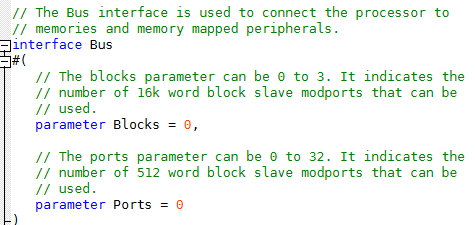 // The Bus interface is used to connect the processor to
// memories and memory mapped peripherals.
interface Bus
#(
// The blocks parameter can be 0 to 3. It indicates the
// number of 16k word block slave modports that can be
// used.
parameter Blocks = 0,
// The ports parameter can be 0 to 32. It indicates the
// number of 512 word block slave modports that can be
// used.
parameter Ports = 0
)